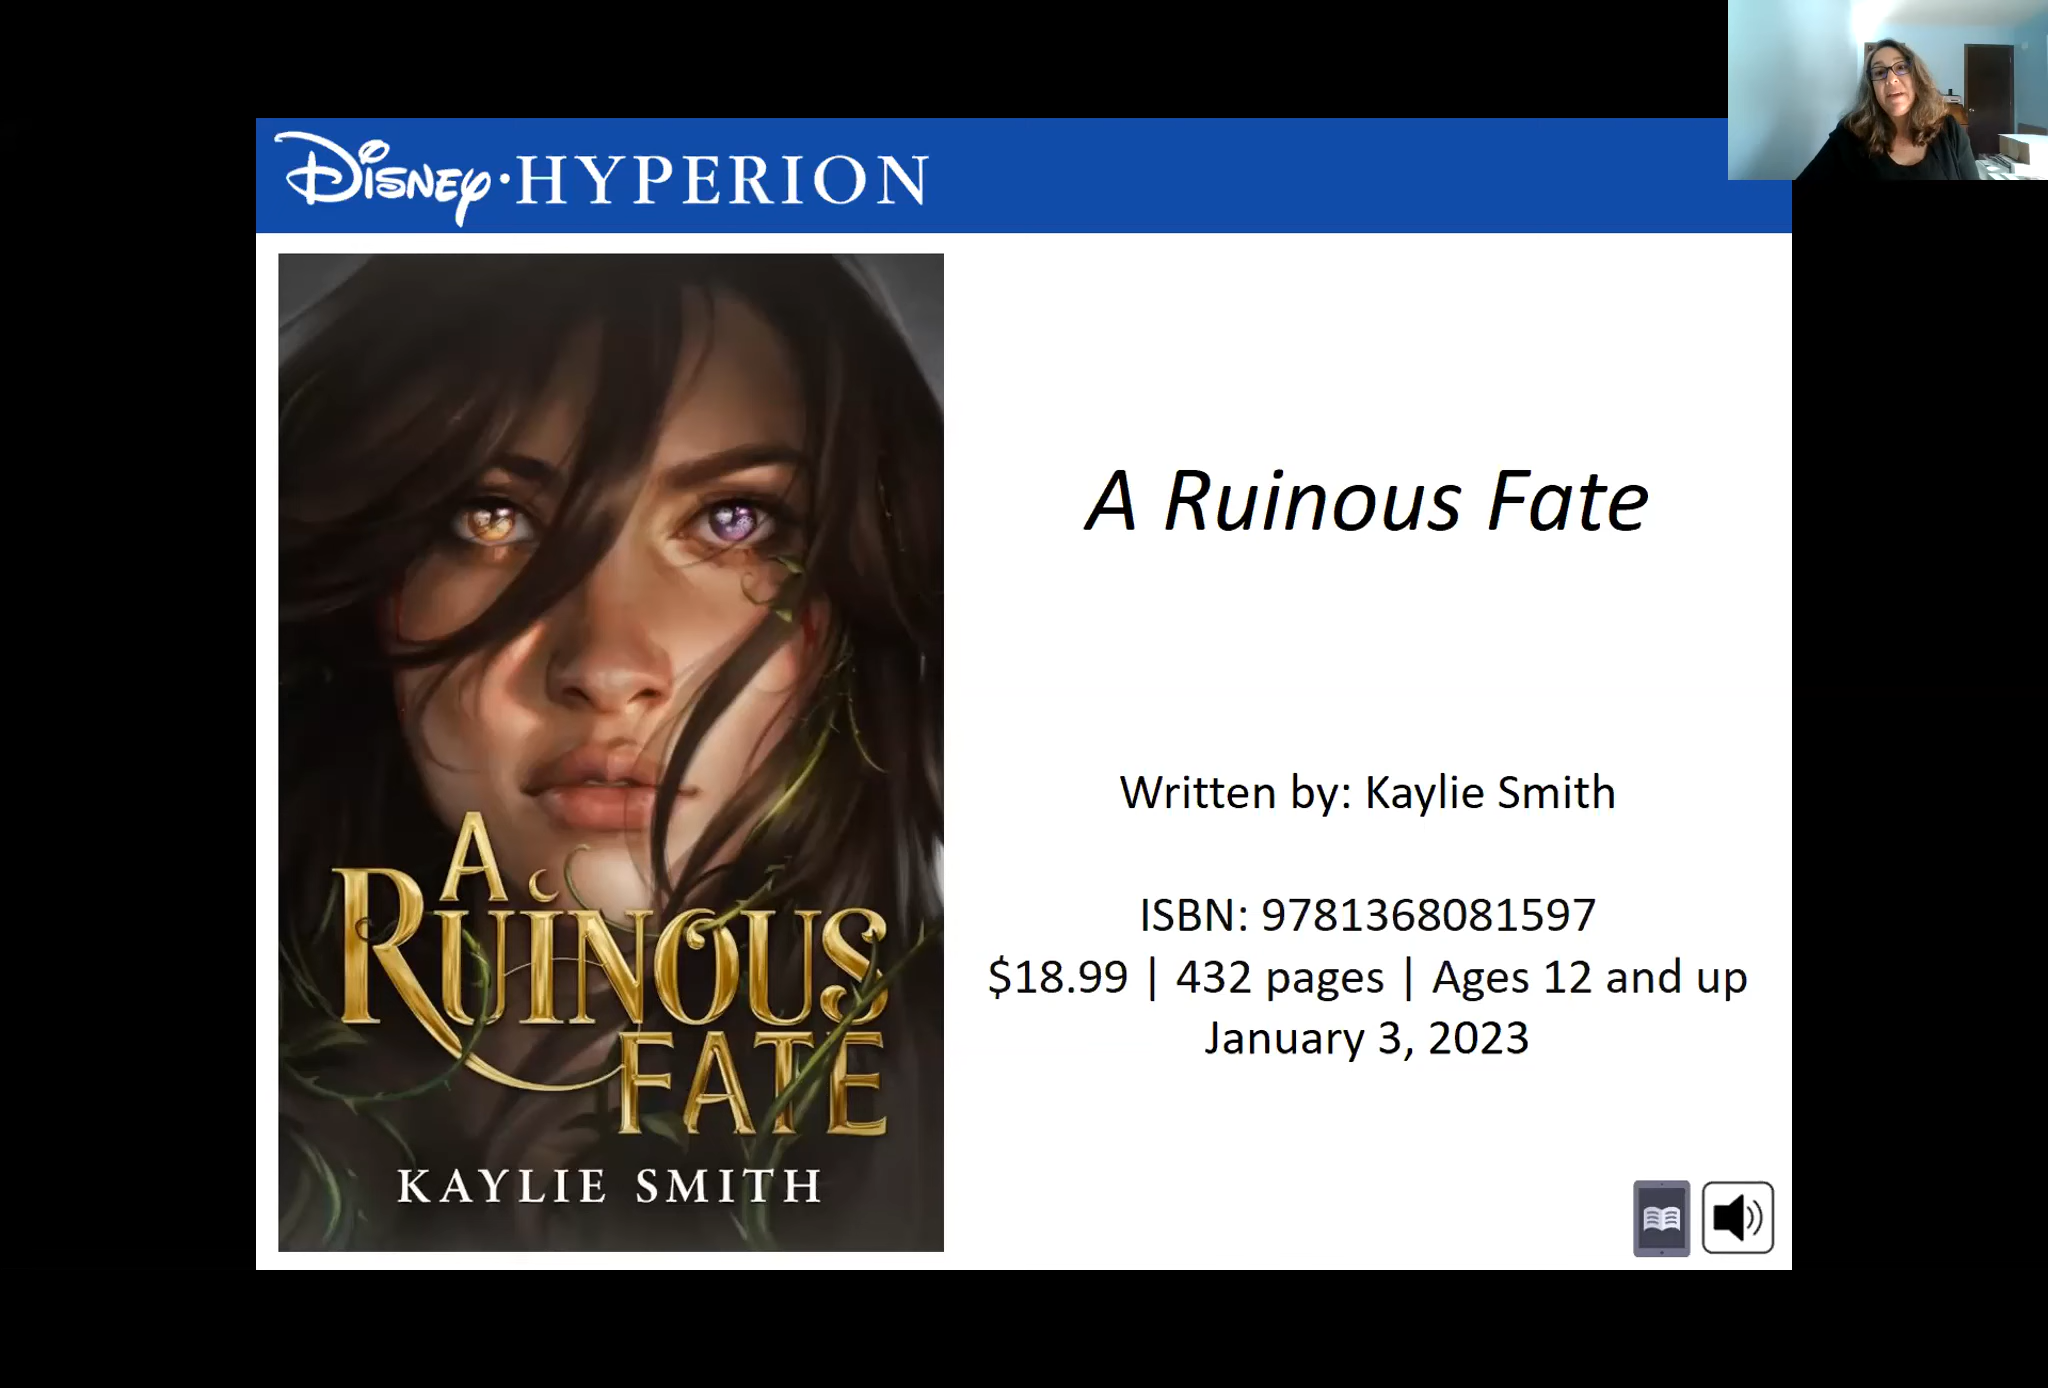 Disney·HYPERION
A
RUINOUS
FATE
KAYLIE SMITH
A Ruinous Fate
Written by: Kaylie Smith
ISBN: 9781368081597
$18.99 | 432 pages | Ages 12 and up
January 3, 2023